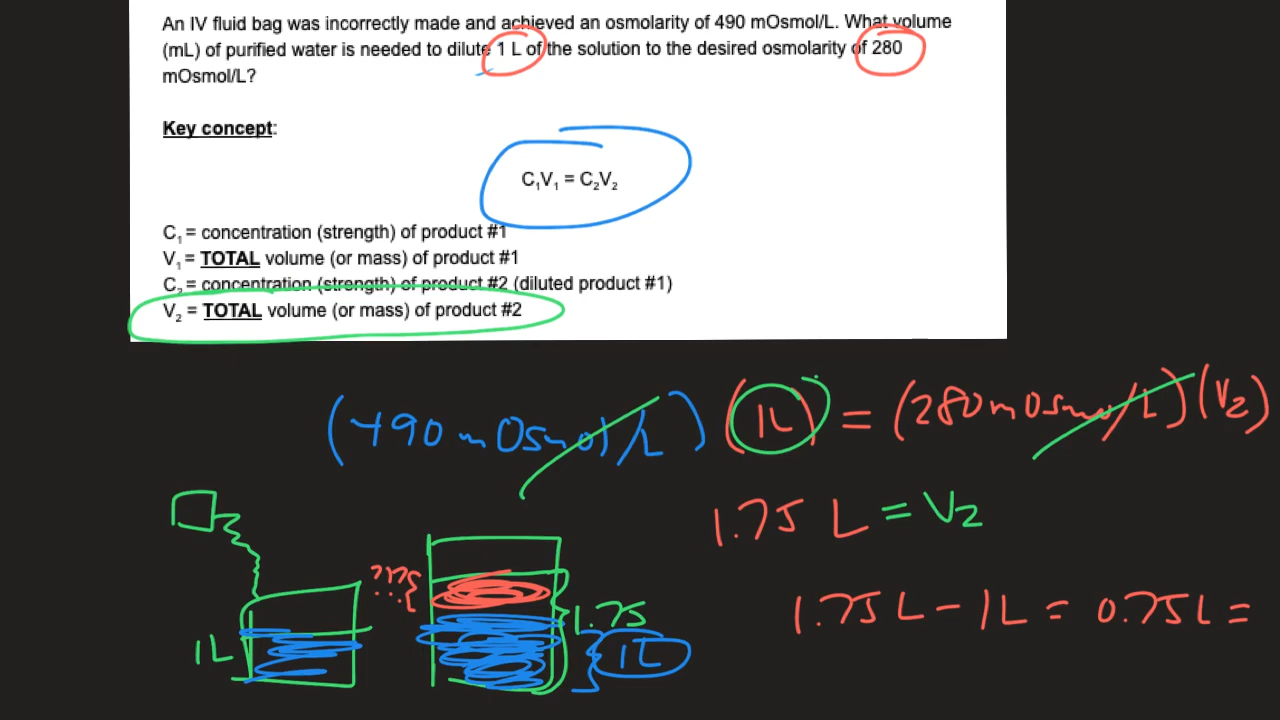 An IV fluid bag was incorrectly made and achieved an osmolarity of 490 mOsmol/L. What volume
(mL) of purified water is needed to dilute 1 L of the solution to the desired osmolarity of 280
mOsmol/L?
Key concept:
C₁V₁ = C₂V₂
C₁ = concentration (strength) of product #1
V₁ = TOTAL volume (or mass) of product #1
C₂ = concentration (strength) of product #2 (diluted product #1)
V₂ = TOTAL volume (or mass) of product #2
(490 mOsmol/L) (1L) = (280 mOsmol/L)(V₂)
1.75 L = V₂
???
1.75
1L
1L
1.75L - 1L = 0.75L =